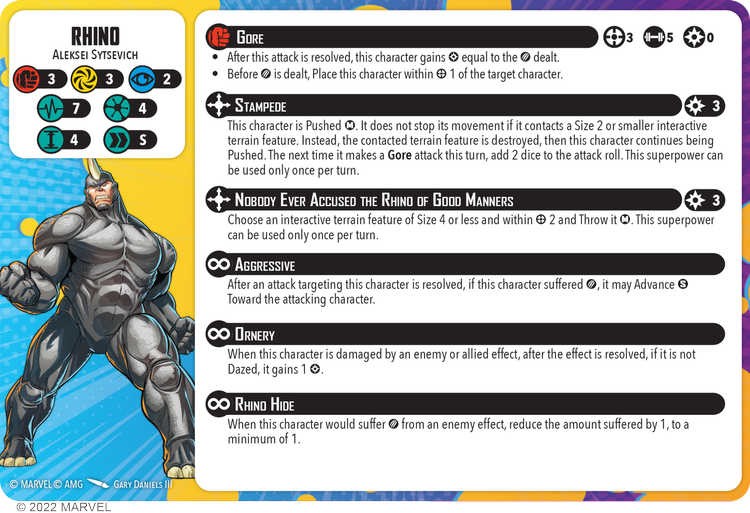 RHINO
ALEKSEI SYTSEVICH
3 3 2
7 4
4 S
GORE 3 5 0
• After this attack is resolved, this character gains equal to the dealt.
• Before is dealt, Place this character within 1 of the target character.
STAMPEDE 3
This character is Pushed M. It does not stop its movement if it contacts a Size 2 or smaller interactive
terrain feature. Instead, the contacted terrain feature is destroyed, then this character continues being
Pushed. The next time it makes a Gore attack this turn, add 2 dice to the attack roll. This superpower can
be used only once per turn.
NOBODY EVER ACCUSED THE RHINO OF GOOD MANNERS 3
Choose an interactive terrain feature of Size 4 or less and within 2 and Throw it M. This superpower
can be used only once per turn.
AGGRESSIVE
After an attack targeting this character is resolved, if this character suffered , it may Advance S
Toward the attacking character.
ORNERY
When this character is damaged by an enemy or allied effect, after the effect is resolved, if it is not
Dazed, it gains 1 .
RHINO HIDE
When this character would suffer from an enemy effect, reduce the amount suffered by 1, to a
minimum of 1.
© MARVEL © AMG GARY DANIELS III
© 2022 MARVEL